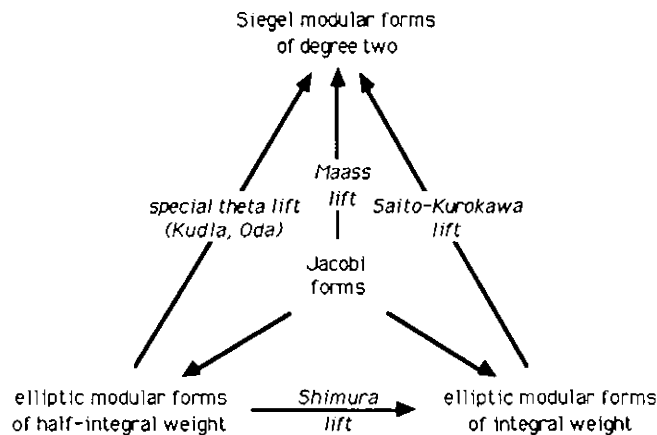 Siegel modular forms
of degree two
Maass
lift
special theta lift
(Kudla, Oda)
Saito-Kurokawa
lift
Jacobi
forms
elliptic modular forms
of half-integral weight
Shimura
lift
elliptic modular forms
of integral weight